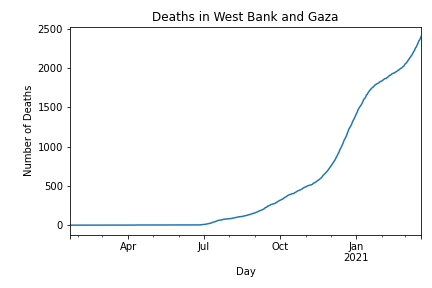 Deaths in West Bank and Gaza
2500
2000
1500
1000
500
0
Number of Deaths
Apr
Jul
Oct
Jan
2021
Day